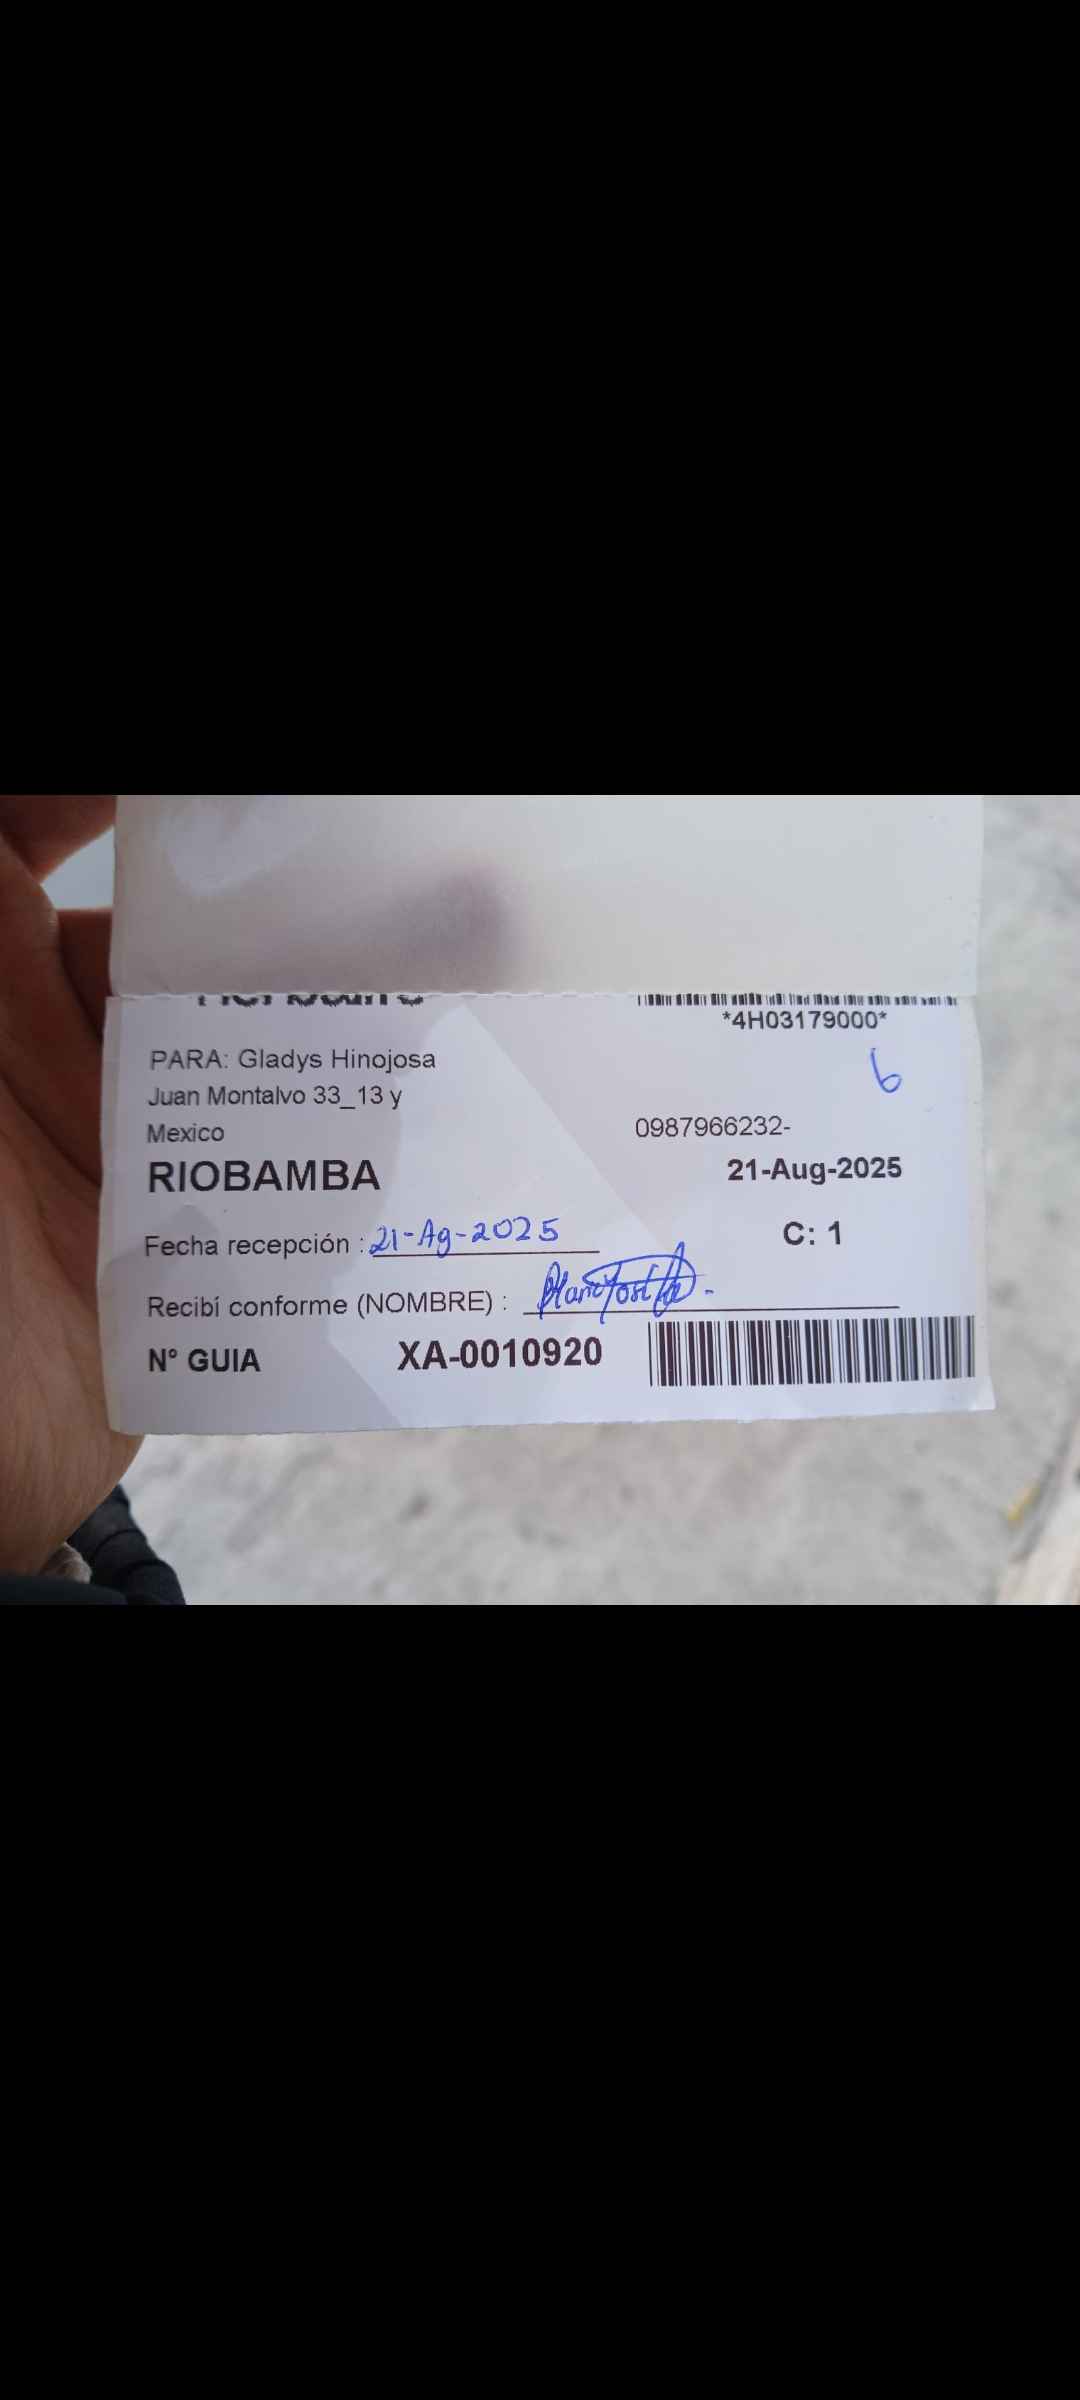 *4H03179000*
PARA: Gladys Hinojosa
6
Juan Montalvo 33_13 y
Mexico
0987966232-
RIOBAMBA
21-Aug-2025
Fecha recepción : 21-Ag-2025
C: 1
Recibí conforme (NOMBRE) :
N° GUIA XA-0010920